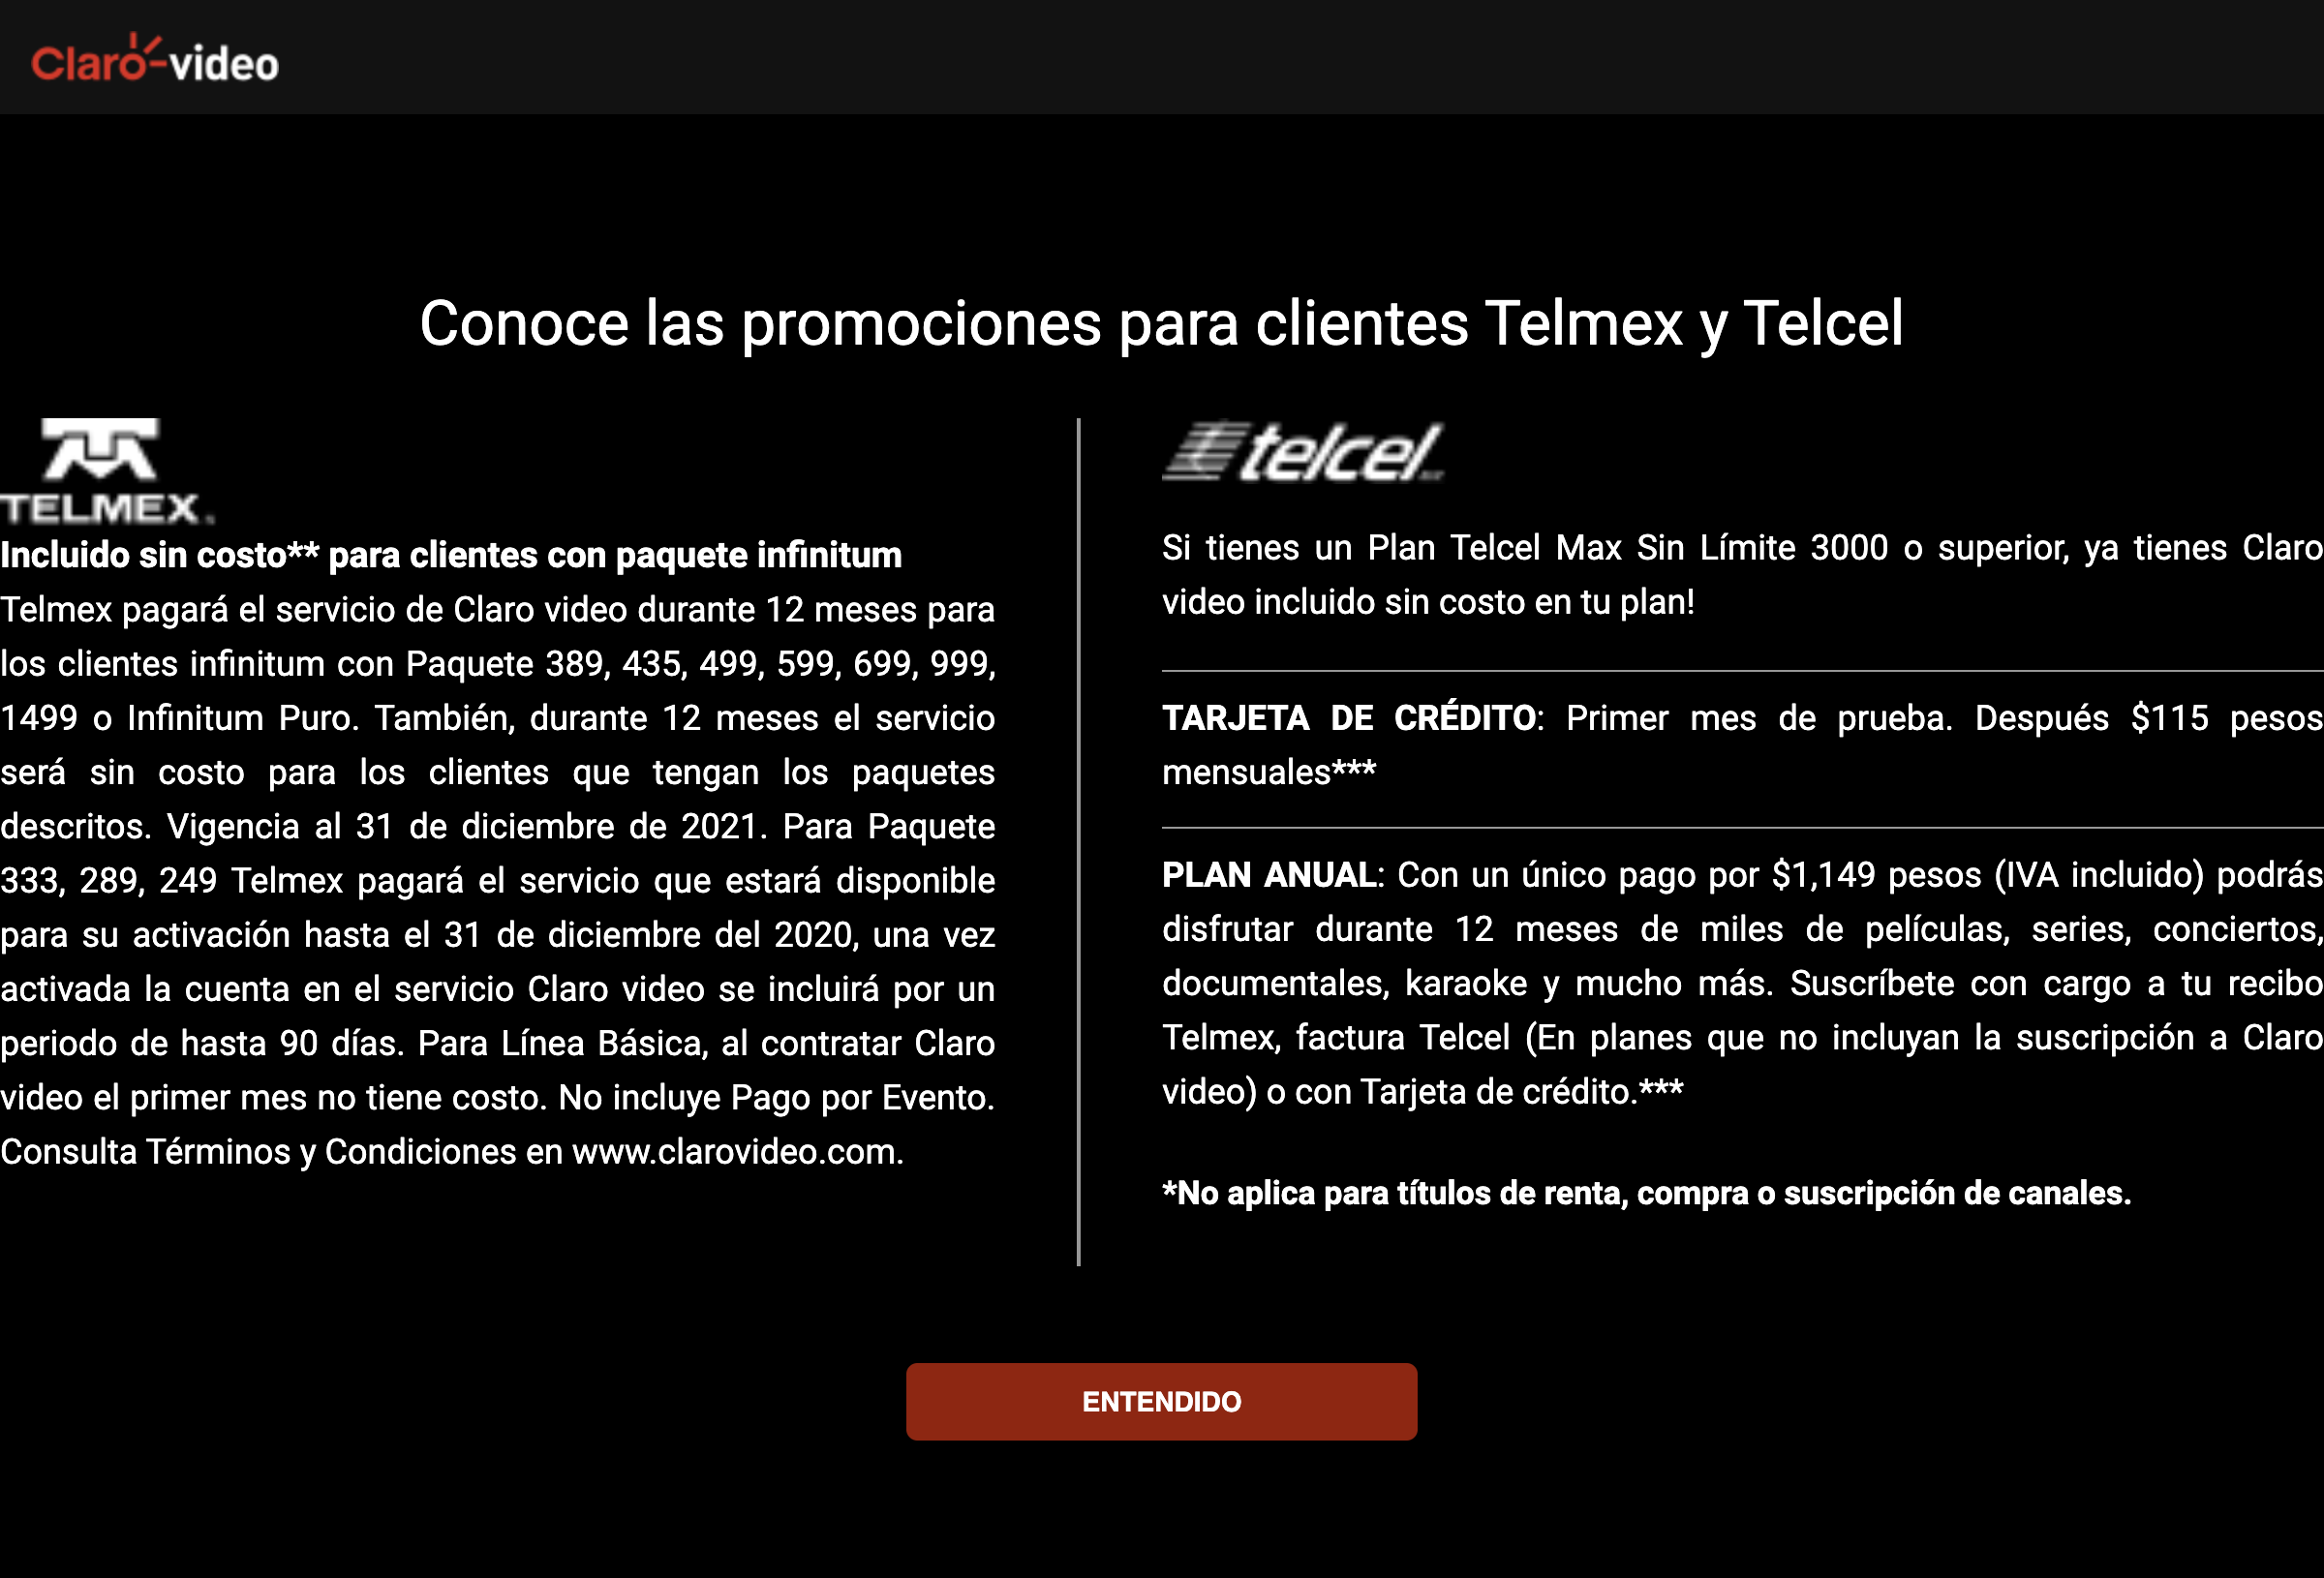 Claro-video
Conoce las promociones para clientes Telmex y Telcel
TELMEX.
Incluido sin costo** para clientes con paquete infinitum
Telmex pagará el servicio de Claro video durante 12 meses para
los clientes infinitum con Paquete 389, 435, 499, 599, 699, 999,
1499 o Infinitum Puro. También, durante 12 meses el servicio
será sin costo para los clientes que tengan los paquetes
descritos. Vigencia al 31 de diciembre de 2021. Para Paquete
333, 289, 249 Telmex pagará el servicio que estará disponible
para su activación hasta el 31 de diciembre del 2020, una vez
activada la cuenta en el servicio Claro video se incluirá por un
periodo de hasta 90 días. Para Línea Básica, al contratar Claro
video el primer mes no tiene costo. No incluye Pago por Evento.
Consulta Términos y Condiciones en www.clarovideo.com.
telcel
Si tienes un Plan Telcel Max Sin Límite 3000 o superior, ya tienes Claro
video incluido sin costo en tu plan!
TARJETA DE CRÉDITO: Primer mes de prueba. Después $115 pesos
mensuales***
PLAN ANUAL: Con un único pago por $1,149 pesos (IVA incluido) podrás
disfrutar durante 12 meses de miles de películas, series, conciertos,
documentales, karaoke y mucho más. Suscríbete con cargo a tu recibo
Telmex, factura Telcel (En planes que no incluyan la suscripción a Claro
video) o con Tarjeta de crédito.***
*No aplica para títulos de renta, compra o suscripción de canales.
ENTENDIDO